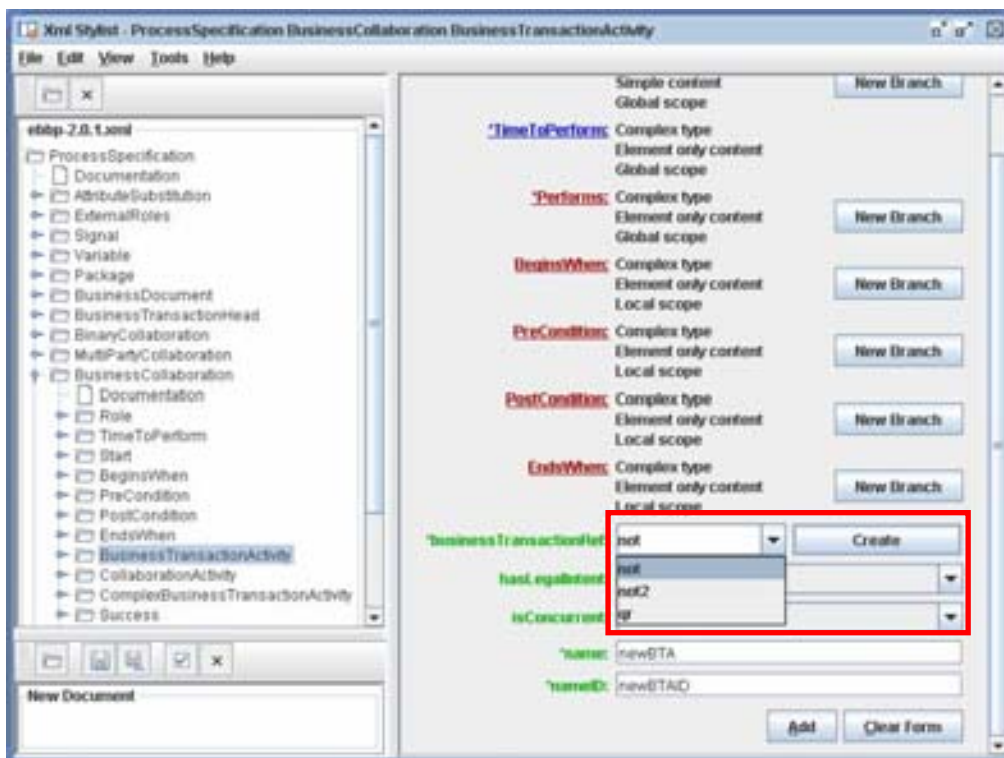 Xml Stylist - ProcessSpecification BusinessCollaboration BusinessTransactionActivity
File Edit View Tools Help
ebbp-2.0.1.xml
ProcessSpecification
Documentation
AttributeSubstitution
ExternalRoles
Signal
Variable
Package
BusinessDocument
BusinessTransactionHead
BinaryCollaboration
MultiPartyCollaboration
BusinessCollaboration
Documentation
Role
TimeToPerform
Start
BeginsWhen
PreCondition
PostCondition
EndsWhen
BusinessTransactionActivity
CollaborationActivity
ComplexBusinessTransactionActivity
Success
New Document
Simple content New Branch
Global scope
*TimeToPerform: Complex type
Element only content
Global scope
*Performs: Complex type
Element only content New Branch
Global scope
BeginsWhen: Complex type
Element only content New Branch
Local scope
PreCondition: Complex type
Element only content New Branch
Local scope
PostCondition: Complex type
Element only content New Branch
Local scope
EndsWhen: Complex type
Element only content New Branch
Local scope
*businessTransactionRef: not Create
not
hasLegalIntent:
not2
qr
isConcurrent:
*name: newBTA
*nameID: newBTAID
Add Clear Form